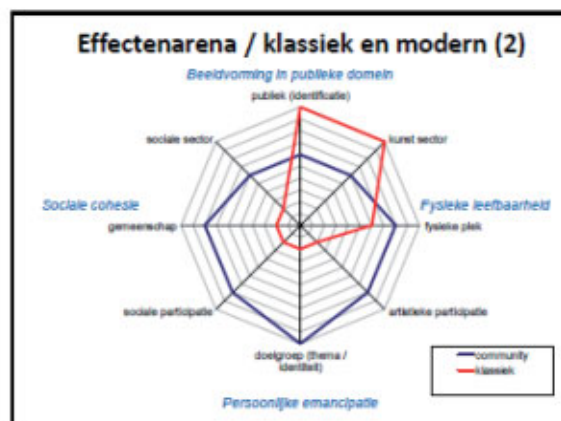 Effectenarena / klassiek en modern (2)
Beeldvorming in publieke domein
publiek (identificatie)
sociale sector
kunst sector
Sociale cohesie
Fysieke leefbaarheid
gemeenschap
fysieke plek
sociale participatie
artistieke participatie
doelgroep (thema /
identiteit)
community
klassiek
Persoonlijke emancipatie